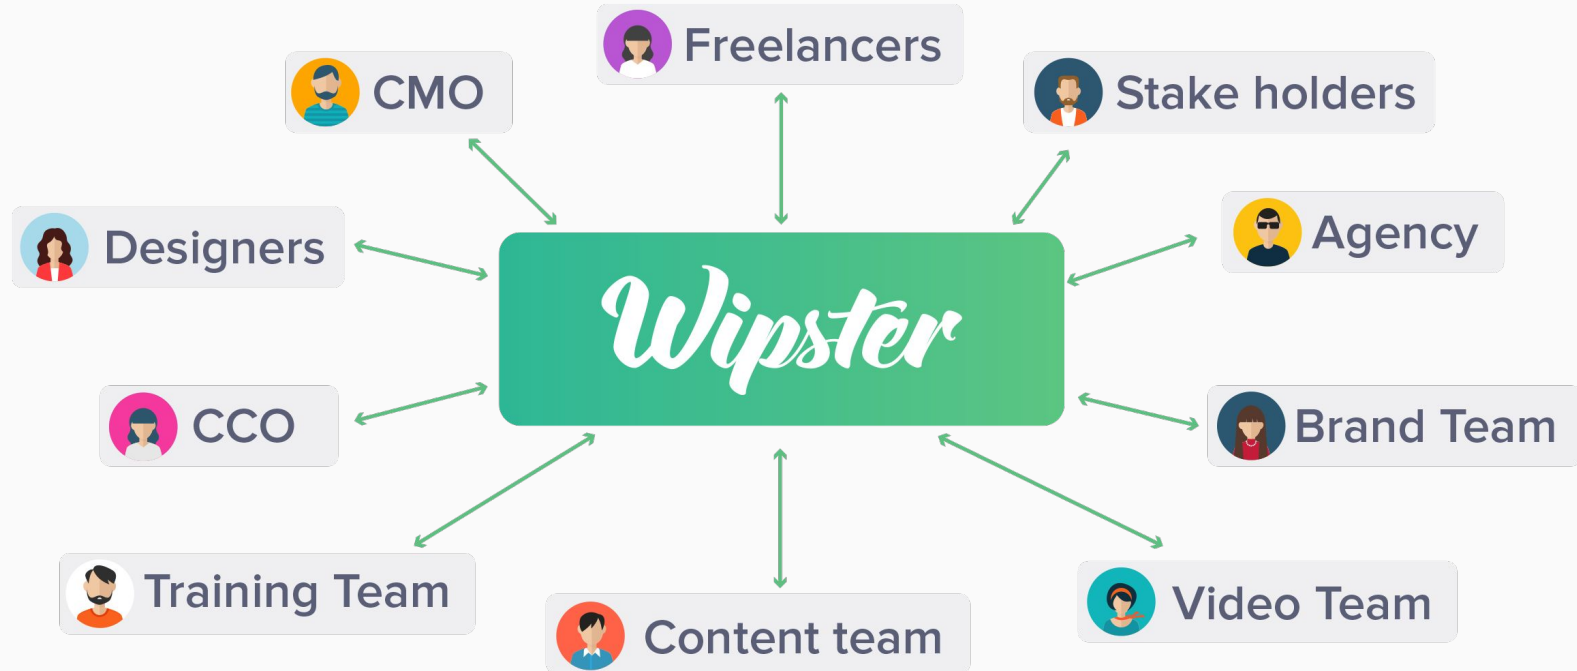 Freelancers
CMO
Stake holders
Designers
Agency
Wipster
CCO
Brand Team
Training Team
Content team
Video Team